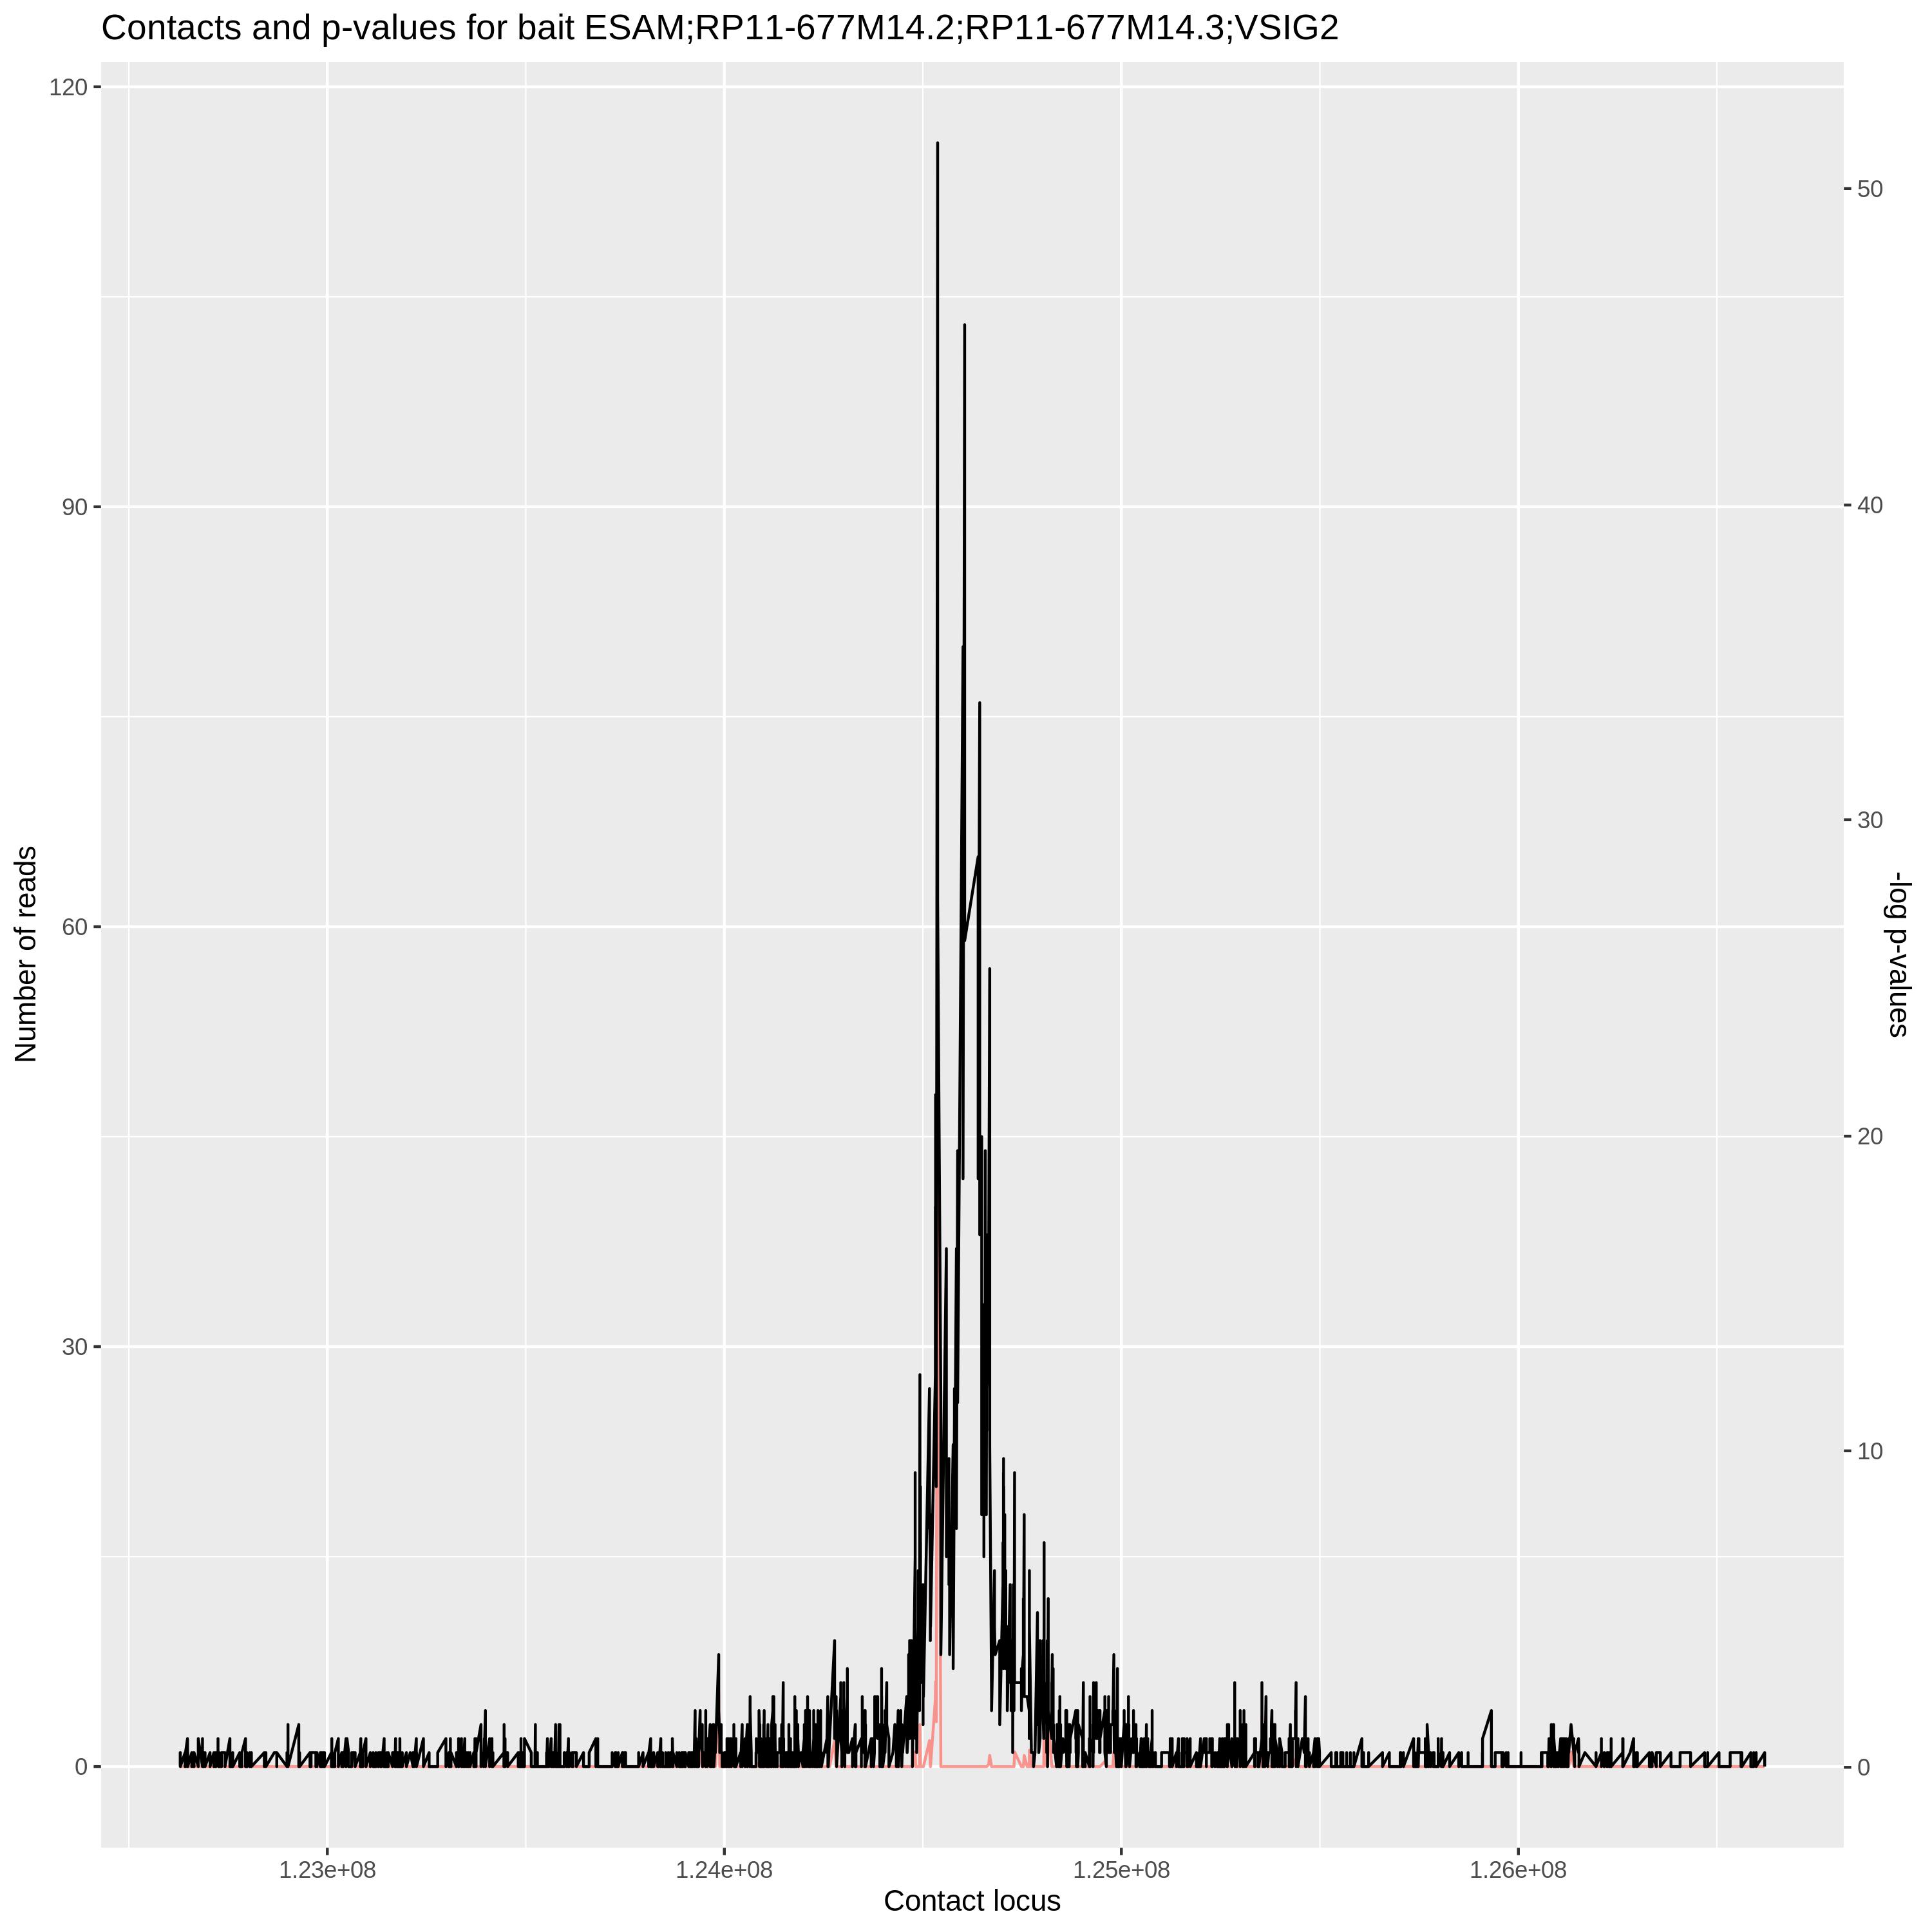 Contacts and p-values for bait ESAM;RP11-677M14.2;RP11-677M14.3;VSIG2
120
90
60
30
0
Number of reads
50
40
30
20
10
0
-log p-values
1.23e+08
1.24e+08
1.25e+08
1.26e+08
Contact locus